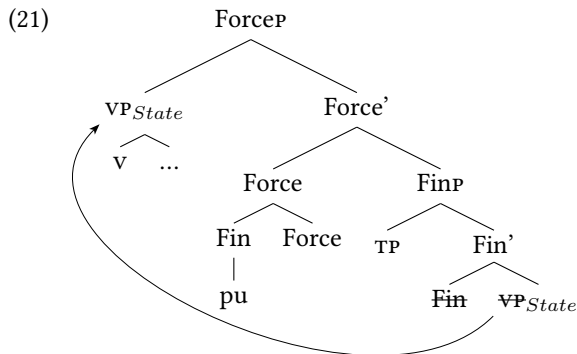 (21) ForceP
vP_State Force’
v ... Force FinP
Fin Force TP Fin’
pu Fin vP_State